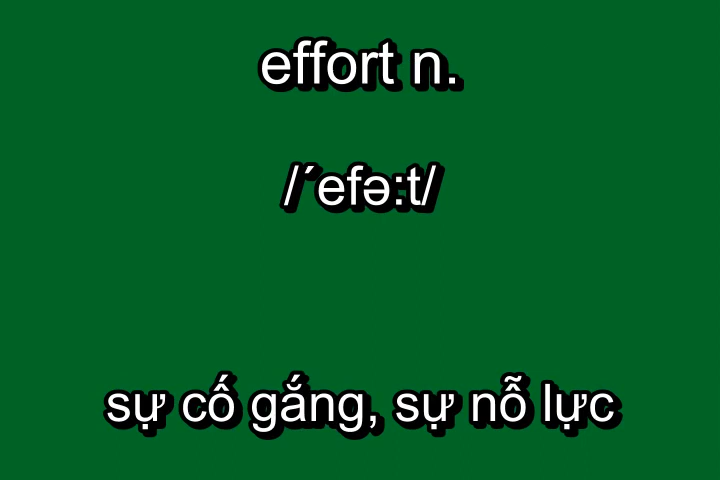 effort n.
/´efə:t/
sự cố gắng, sự nỗ lực